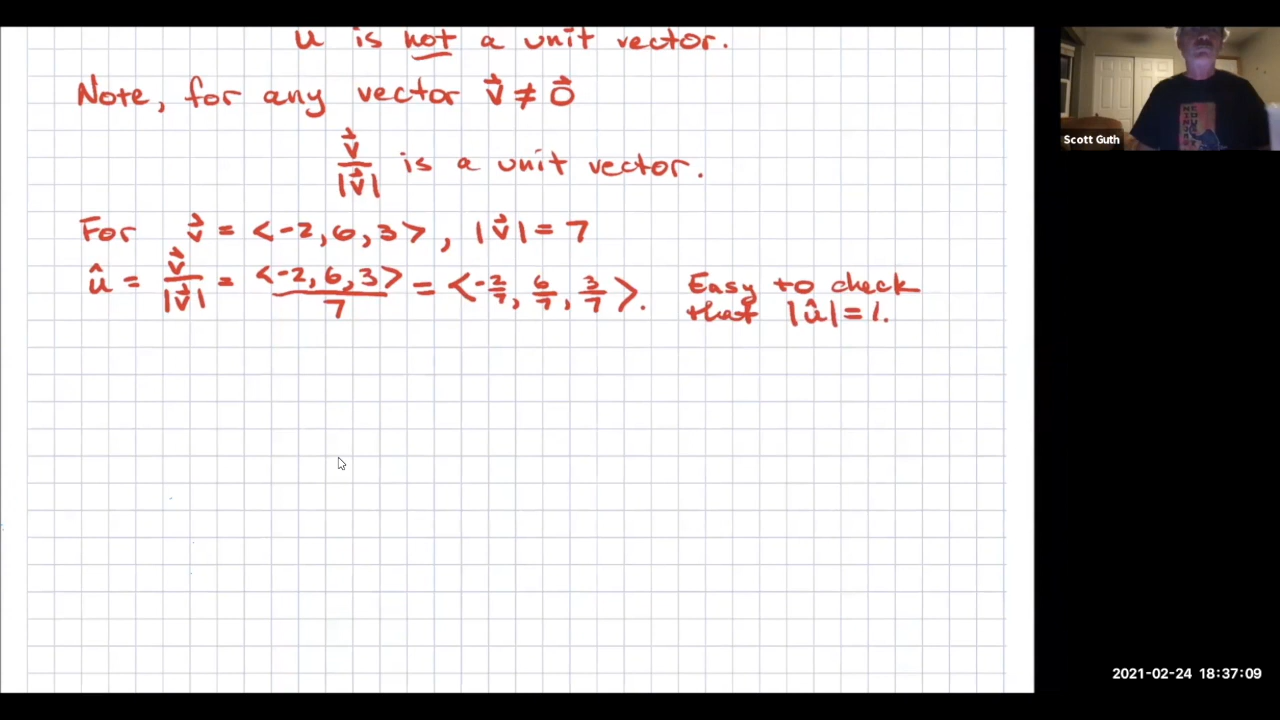 u is not a unit vector.
Note, for any vector v⃗ ≠ 0⃗
v⃗/|v⃗| is a unit vector.
For v⃗ = <-2, 6, 3>, |v⃗| = 7
û = v⃗/|v⃗| = <-2, 6, 3>/7 = <-2/7, 6/7, 3/7>. Easy to check
that |û| = 1.
Scott Guth
2021-02-24 18:37:09